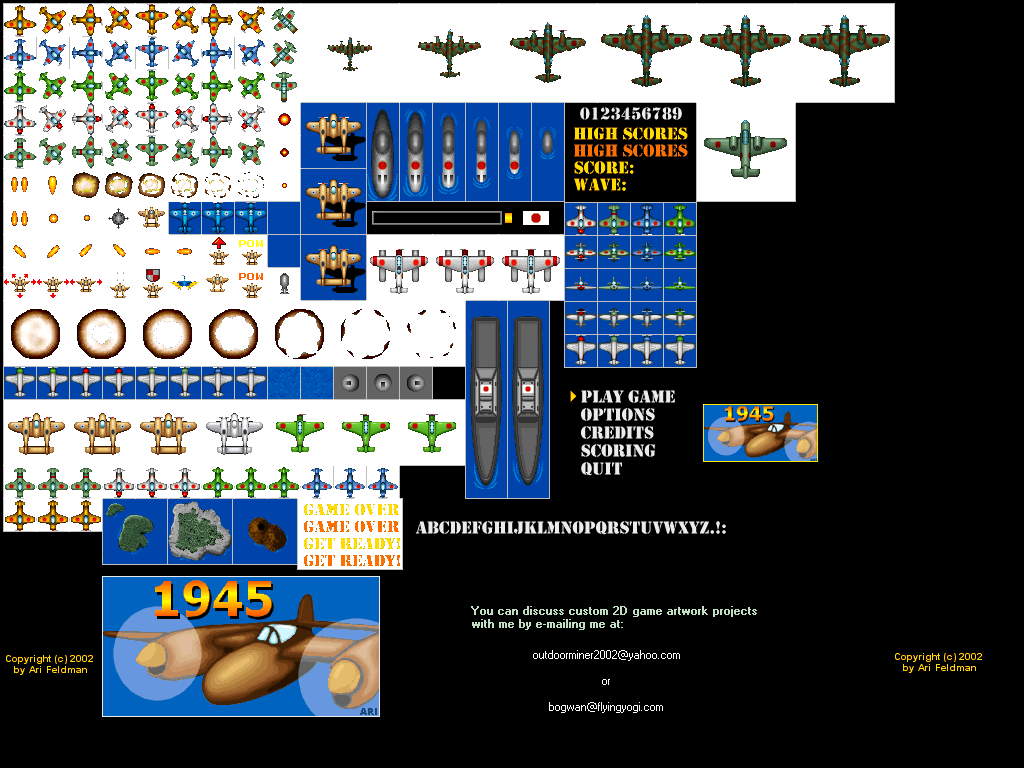 0123456789
HIGH SCORES
HIGH SCORES
SCORE:
WAVE:
POW
POW
PLAY GAME
OPTIONS
CREDITS
SCORING
QUIT
1945
GAME OVER
GAME OVER
GET READY!
GET READY!
ABCDEFGHIJKLMNOPQRSTUVWXYZ.!:
1945
ARI
You can discuss custom 2D game artwork projects
with me by e-mailing me at:
outdoorminer2002@yahoo.com
or
bogwan@flyingyogi.com
Copyright (c) 2002
by Ari Feldman
Copyright (c) 2002
by Ari Feldman